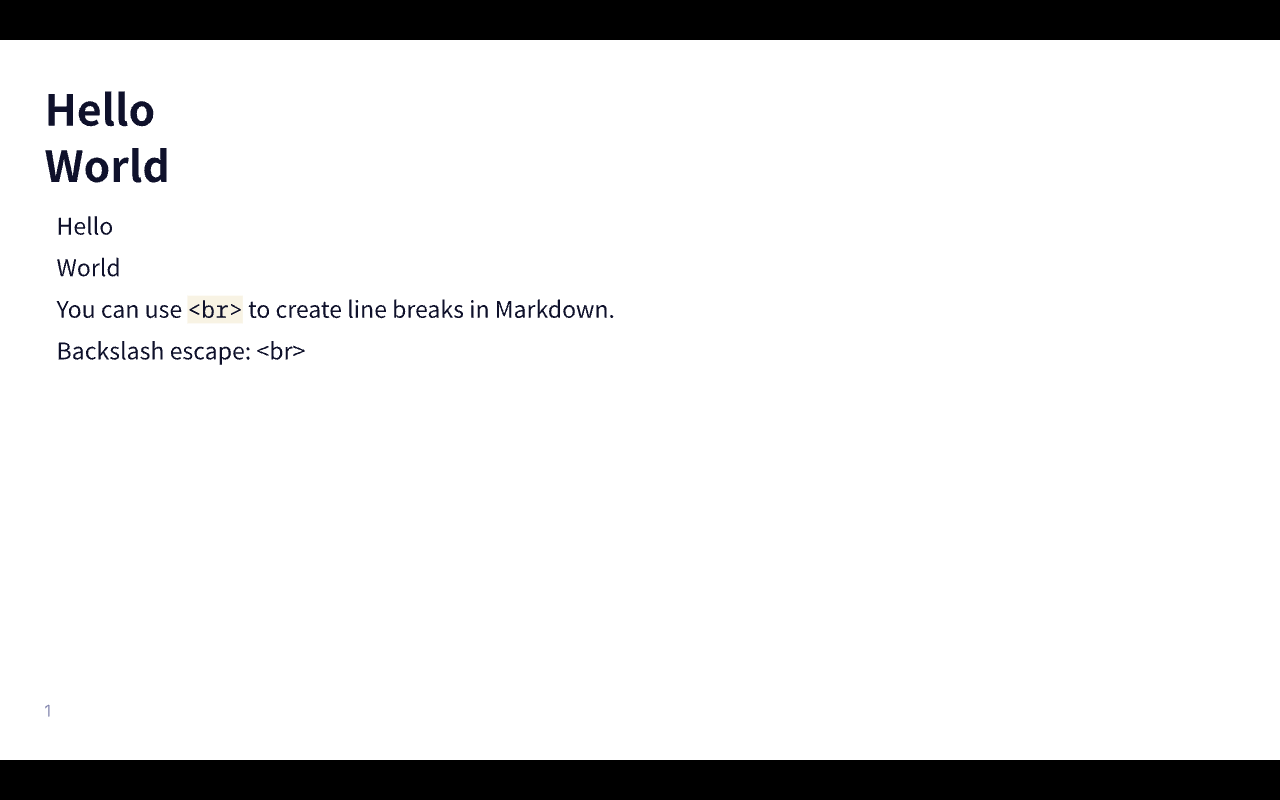 Hello
World
Hello
World
You can use <br> to create line breaks in Markdown.
Backslash escape: <br>
1